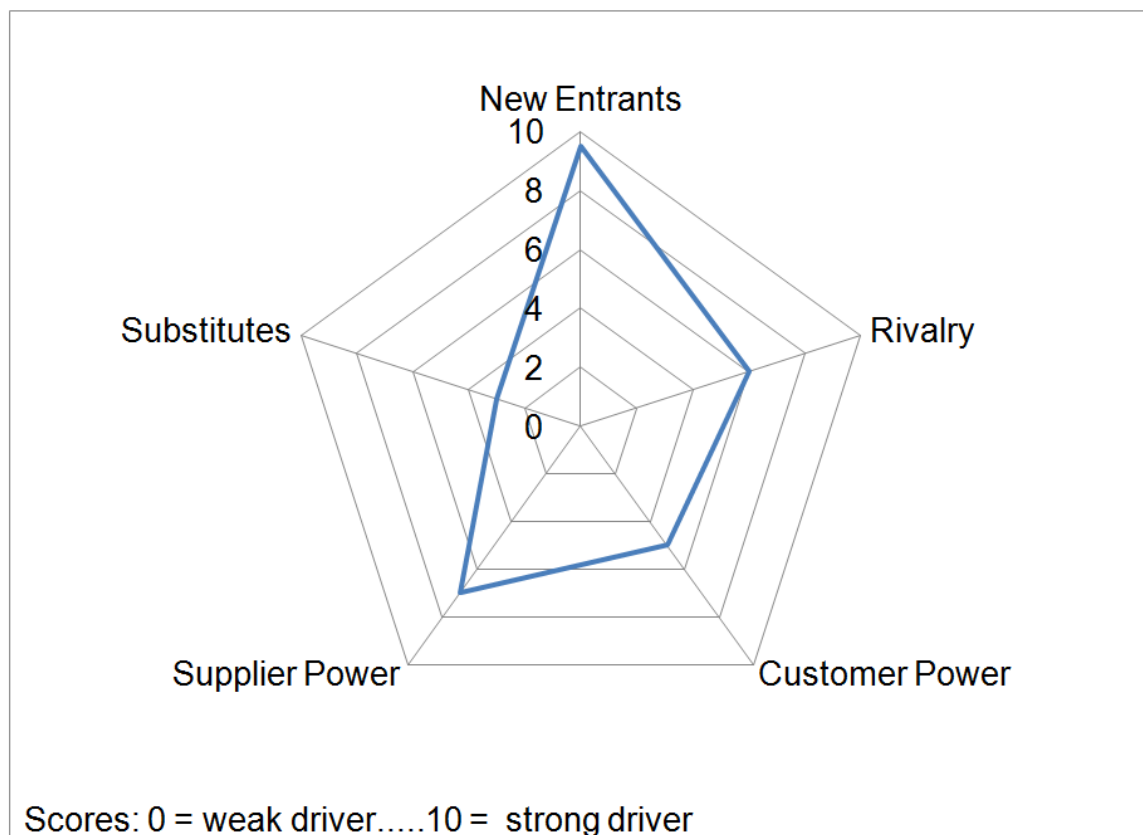 New Entrants
10
8
6
4
2
0
Substitutes
Rivalry
Supplier Power
Customer Power
Scores: 0 = weak driver.....10 =  strong driver